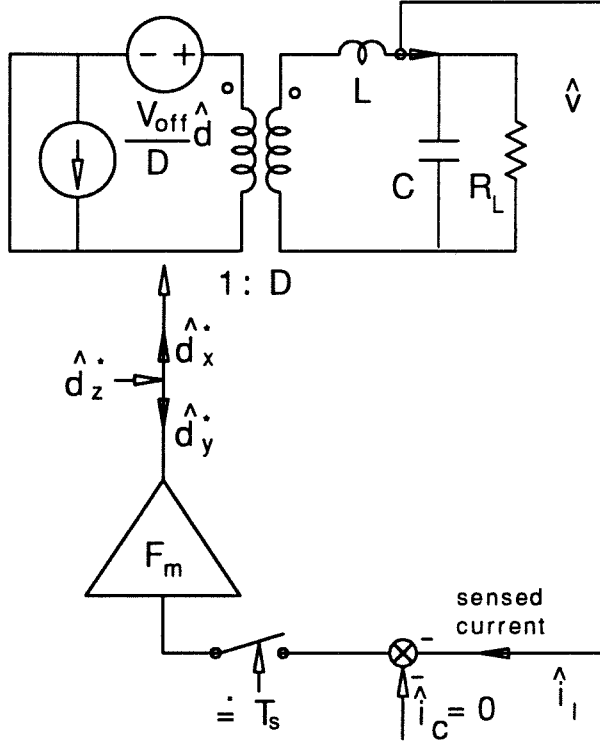 - +
V_off/D d̂
L
v̂
C
R_L
1 : D
d̂*_x
d̂*_z
d̂*_y
F_m
sensed
current
-
-
≐ T_s
î_C = 0
î_l